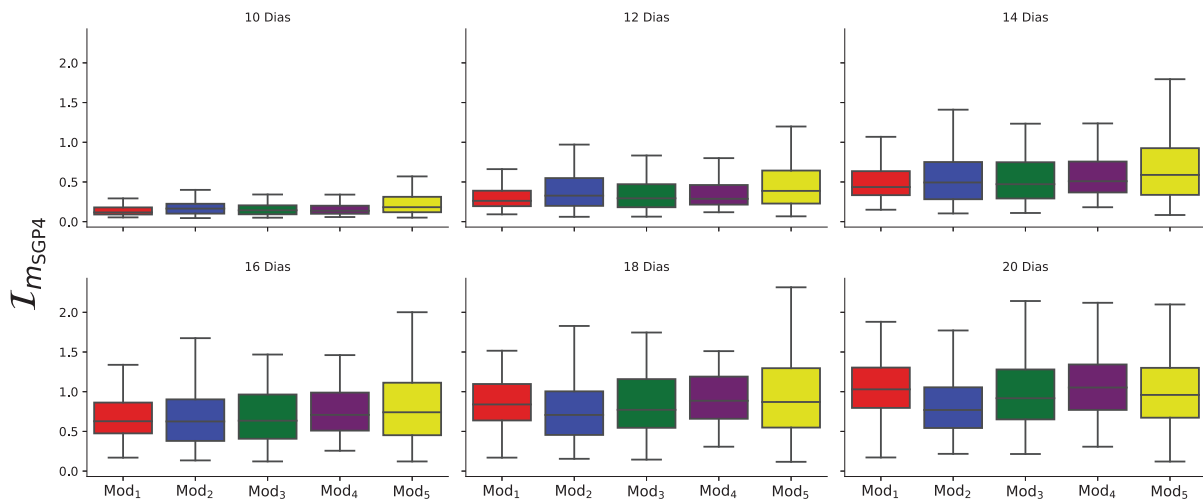 10 Dias
12 Dias
14 Dias
2.0
1.5
1.0
0.5
0.0
16 Dias
18 Dias
20 Dias
2.0
1.5
1.0
0.5
0.0
Mod₁ Mod₂ Mod₃ Mod₄ Mod₅
Mod₁ Mod₂ Mod₃ Mod₄ Mod₅
Mod₁ Mod₂ Mod₃ Mod₄ Mod₅
𝓘m_SGP4